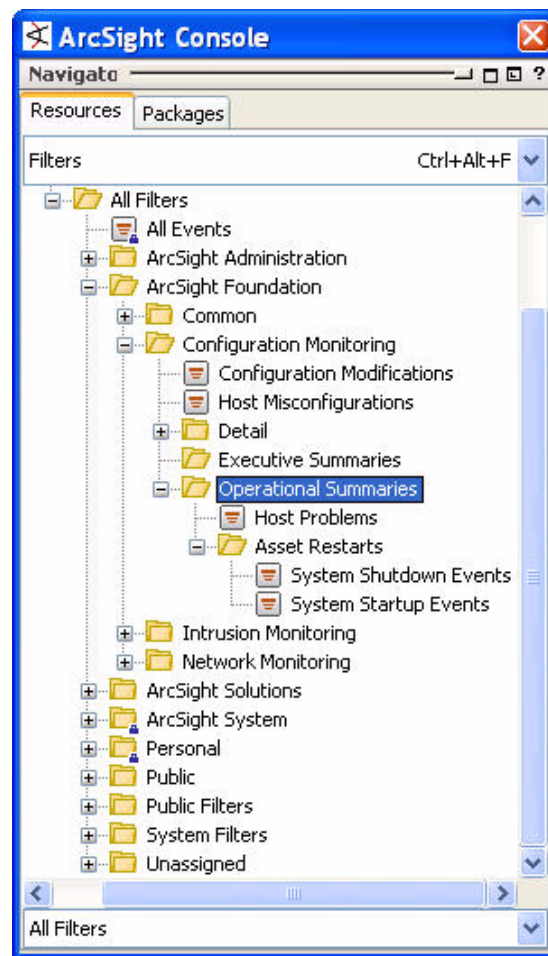 ArcSight Console
Navigato
?
Resources Packages
Filters Ctrl+Alt+F
All Filters
All Events
ArcSight Administration
ArcSight Foundation
Common
Configuration Monitoring
Configuration Modifications
Host Misconfigurations
Detail
Executive Summaries
Operational Summaries
Host Problems
Asset Restarts
System Shutdown Events
System Startup Events
Intrusion Monitoring
Network Monitoring
ArcSight Solutions
ArcSight System
Personal
Public
Public Filters
System Filters
Unassigned
All Filters